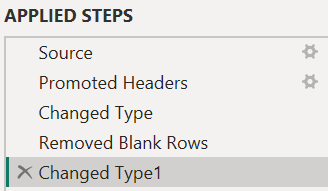 APPLIED STEPS
Source
Promoted Headers
Changed Type
Removed Blank Rows
Changed Type1